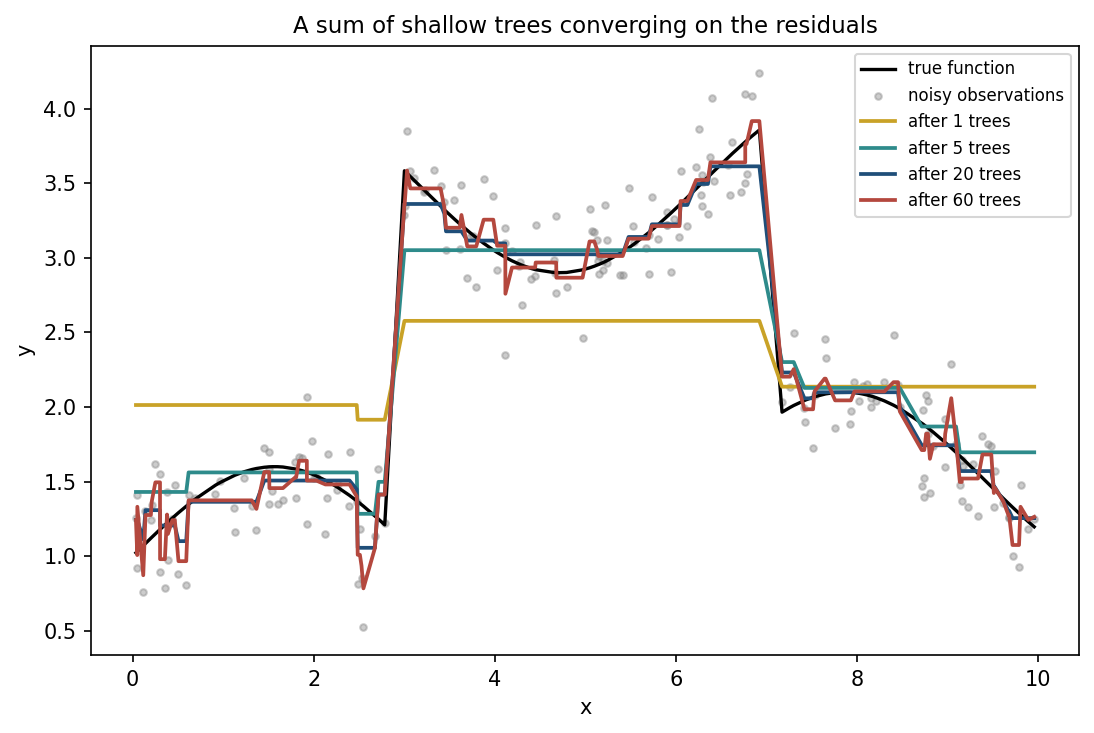 A sum of shallow trees converging on the residuals
true function
noisy observations
after 1 trees
after 5 trees
after 20 trees
after 60 trees
4.0
3.5
3.0
2.5
2.0
1.5
1.0
0.5
y
0 2 4 6 8 10
x